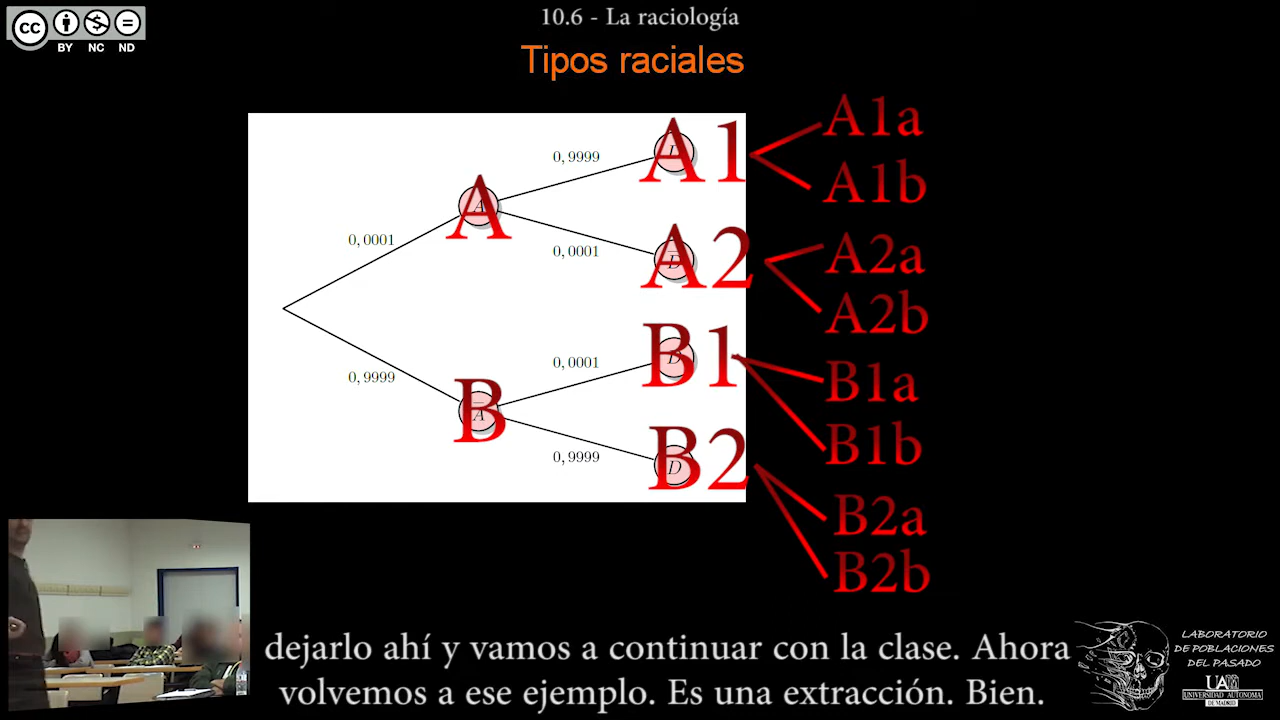 10.6 - La raciología
cc
BY NC ND
Tipos raciales
A1a
0,9999
A1
A1b
A
0,0001
0,0001
A2
A2a
A2b
B1
B1a
0,0001
0,9999
B
B1b
0,9999
B2
B2a
B2b
dejarlo ahí y vamos a continuar con la clase. Ahora
volvemos a ese ejemplo. Es una extracción. Bien.
LABORATORIO
DE POBLACIONES
DEL PASADO
UAM
UNIVERSIDAD AUTONOMA
DE MADRID